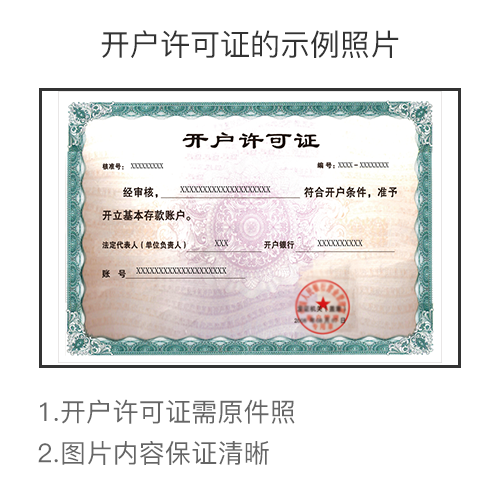 开户许可证的示例照片
开户许可证
核准号: XXXXXXXXX 编号: XXXX－XXXXXXXX
经审核, XXXXXXXXXXXXXXXXXXXX 符合开户条件，准予
开立基本存款账户。
法定代表人（单位负责人） XXX 开户银行 XXXXXXXXXX
账 号 XXXXXXXXXXXXXXXXXXXX
1.开户许可证需原件照
2.图片内容保证清晰